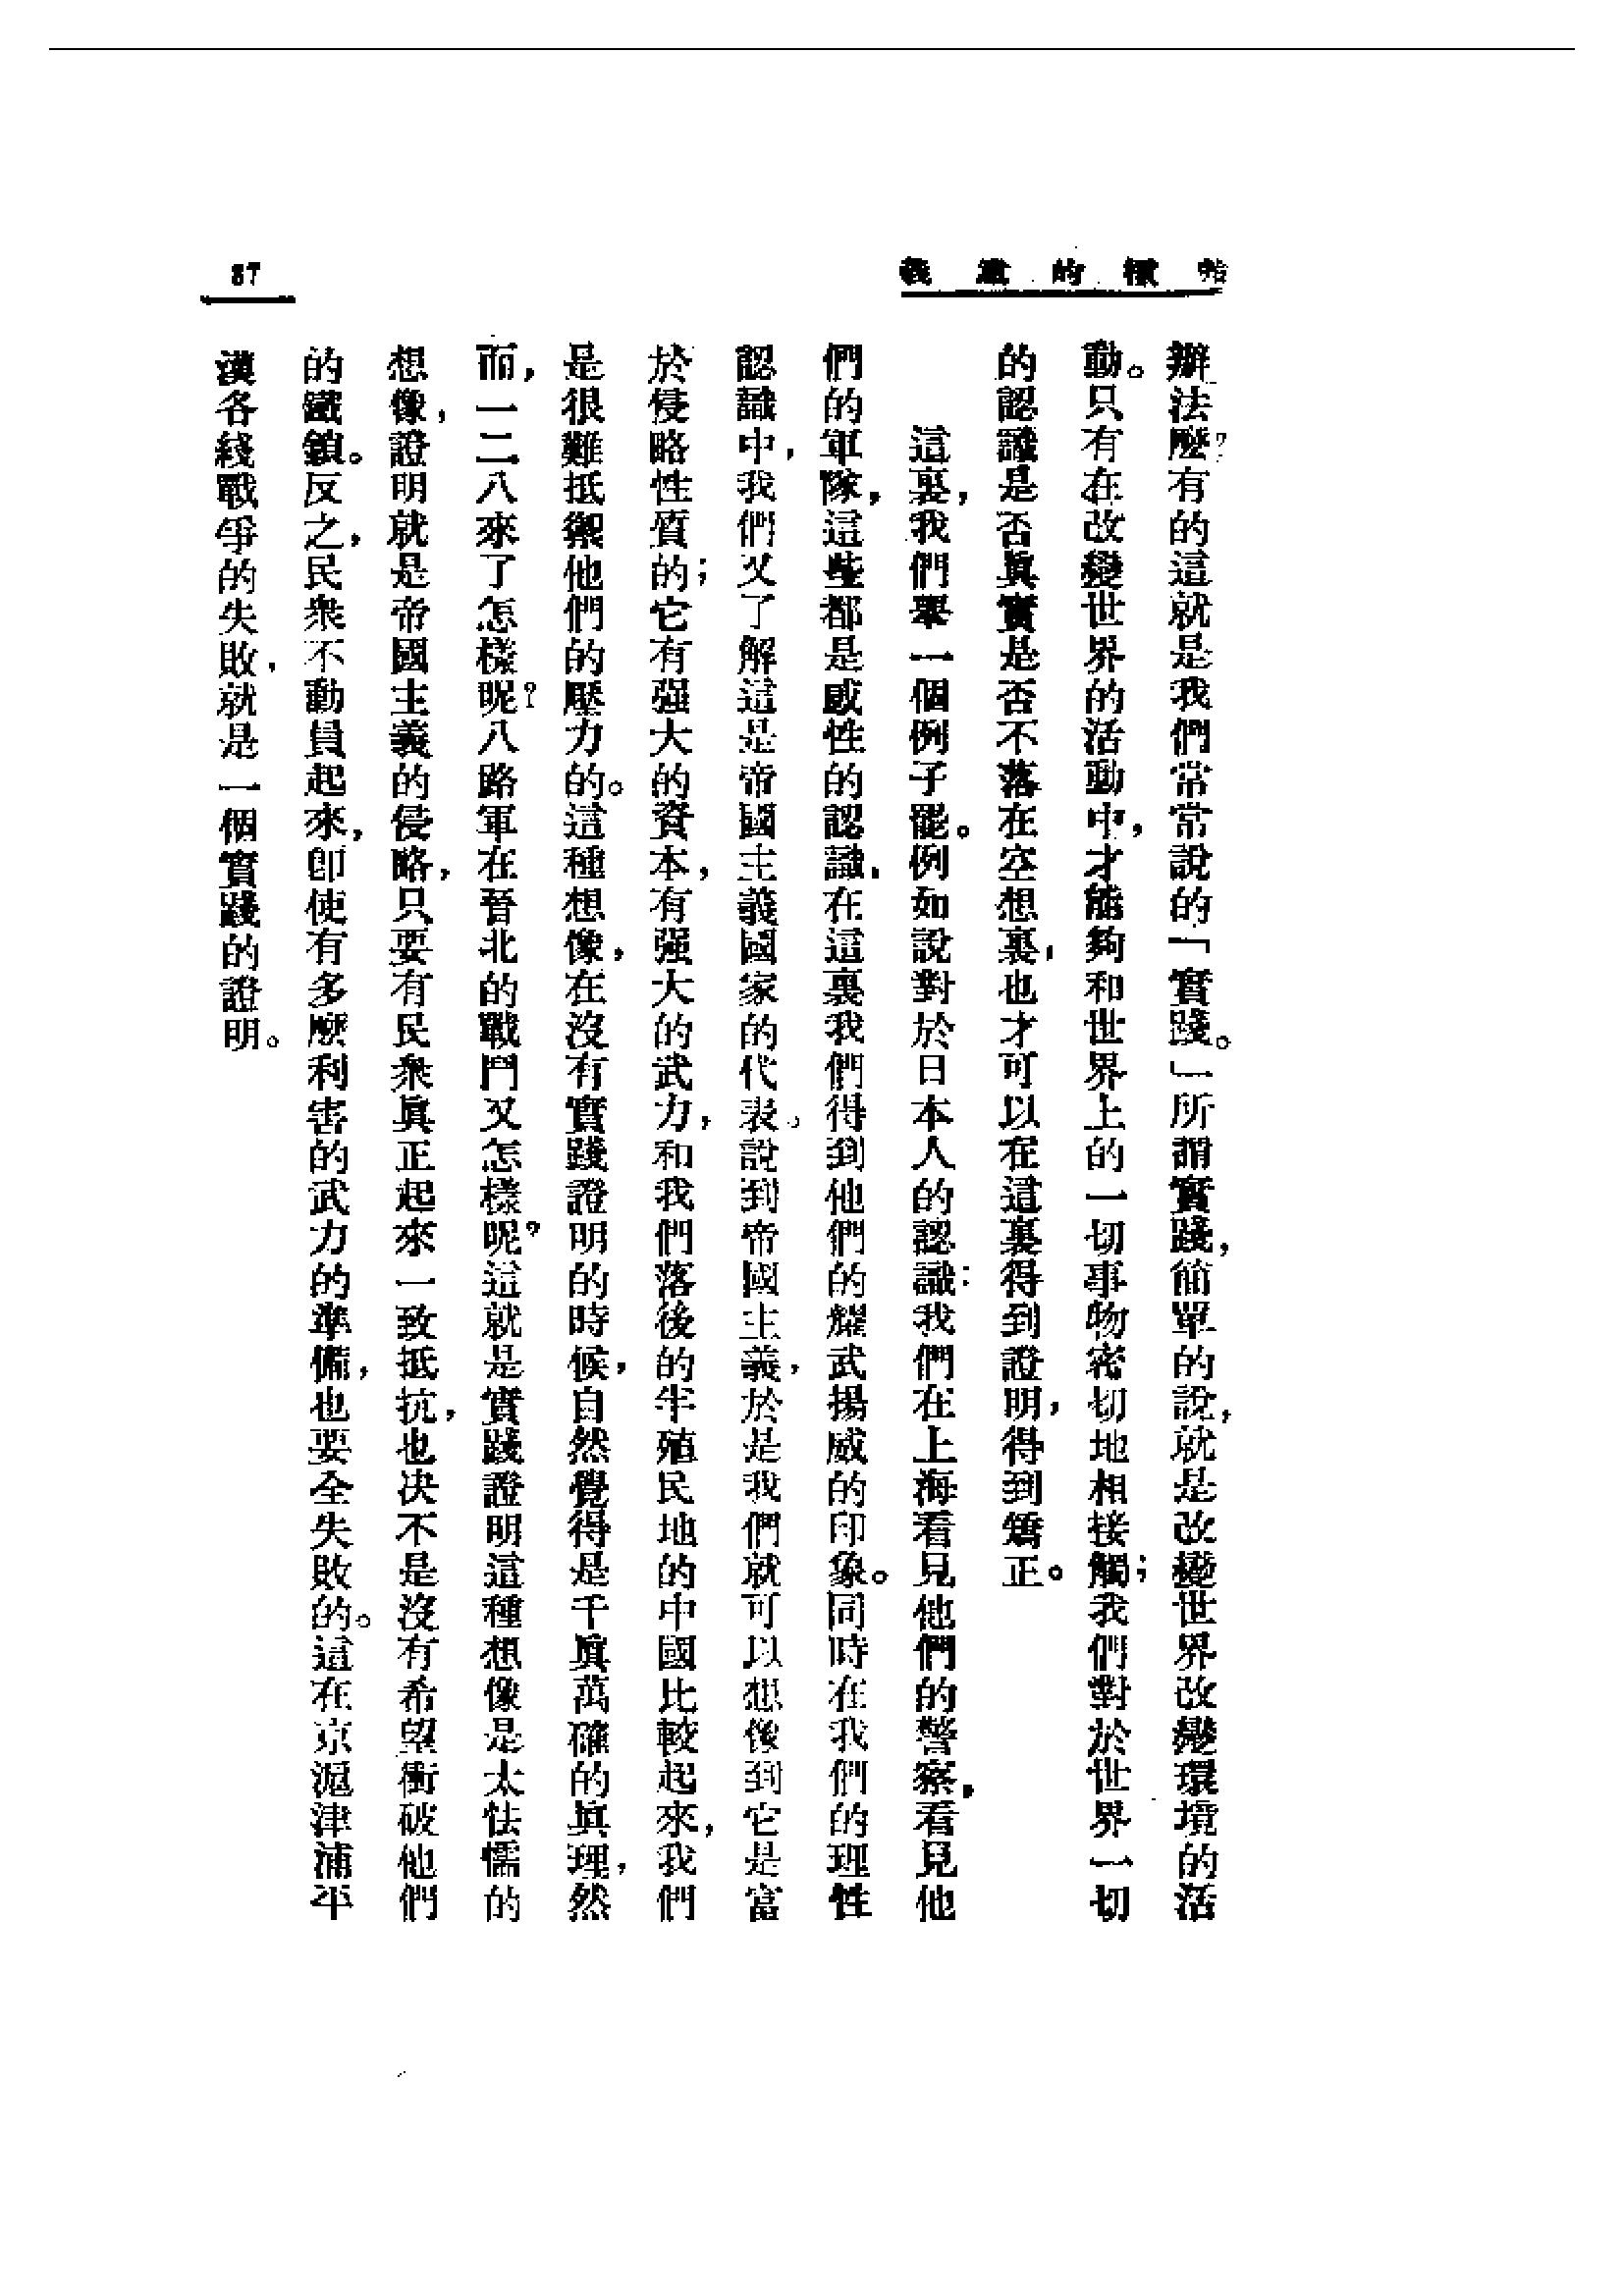 辦法麼？有的這就是我們常常說的「實踐。」所謂實踐，簡單的說，就是改變世界改變環境的活
動。只有在改變世界的活動中，才能夠和世界上的一切事物密切地相接觸；我們對於世界一切
的認識是否眞實是否不落在空想裏，也才可以在這裏得到證明，得到矯正。
這裏，我們舉一個例子罷。例如說對於日本人的認識：我們在上海看見他們的警察，看見他
們的軍隊，這些都是感性的認識，在這裏我們得到他們的耀武揚威的印象。同時在我們的理性
認識中，我們又了解這是帝國主義國家的代表。說到帝國主義，於是我們就可以想像到它是富
於侵略性質的；它有强大的資本，有强大的武力，和我們落後的半殖民地的中國比較起來，我們
是很難抵禦他們的壓力的。這種想像，在沒有實踐證明的時候，自然覺得是千眞萬確的眞理，然
而，一二八來了怎樣呢？八路軍在晉北的戰鬥又怎樣呢？這就是實踐證明這種想像是太怯懦的
想像，證明就是帝國主義的侵略，只要有民衆眞正起來一致抵抗，也决不是沒有希望衝破他們
的鐵鎖。反之，民衆不動員起來，卽使有多麽利害的武力的準備，也要全失敗的。這在京滬津浦平
漢各綫戰爭的失敗，就是一個實踐的證明。
87